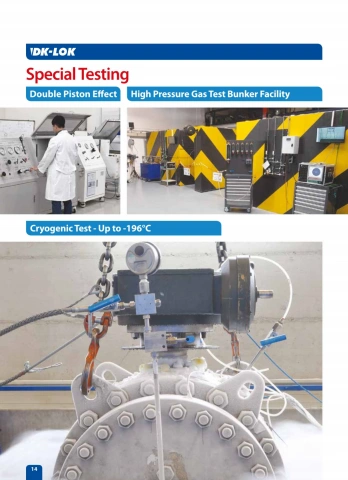 DK-LOK
Special Testing
Double Piston Effect
High Pressure Gas Test Bunker Facility
Cryogenic Test - Up to -196°C
14